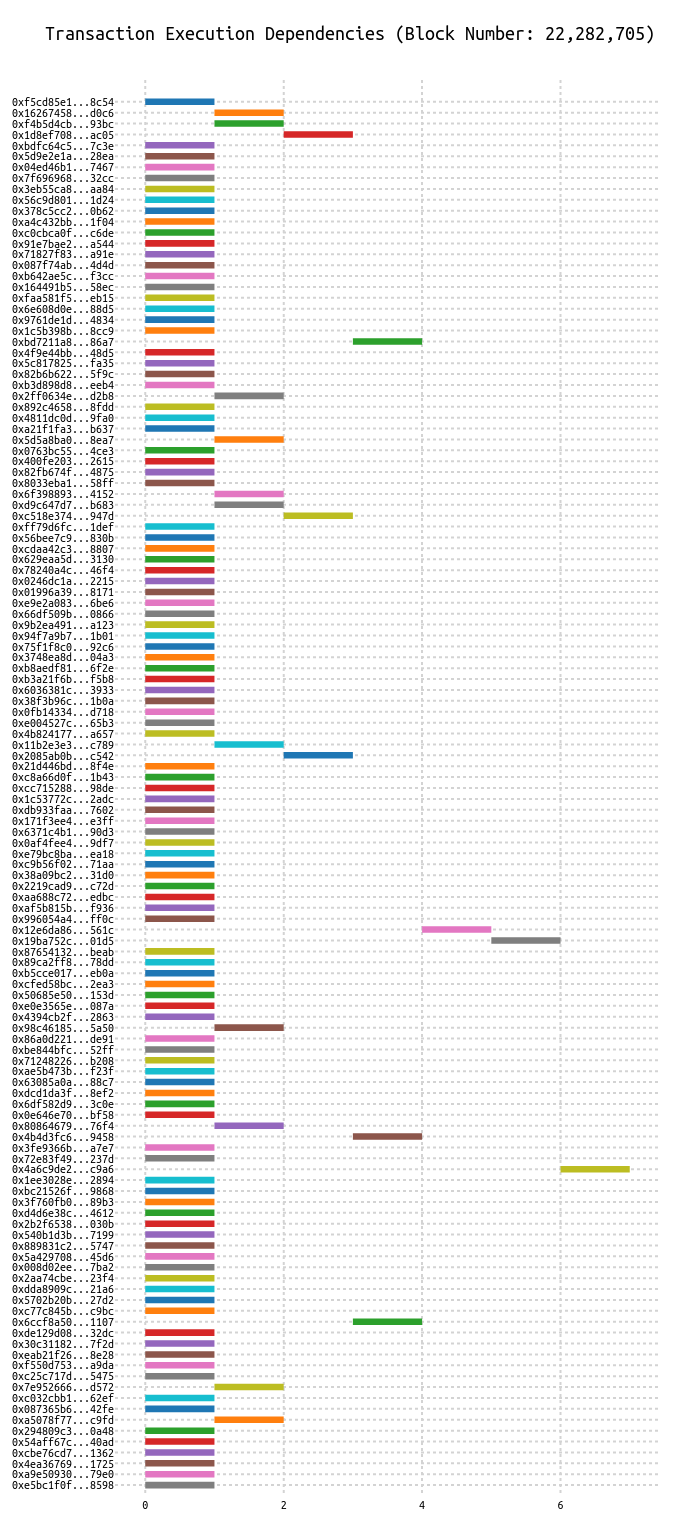 Transaction Execution Dependencies (Block Number: 22,282,705)
0xf5cd85e1...8c54
0x16267458...d0c6
0xf4b5d4cb...93bc
0x1d8ef708...ac05
0xbdfc64c5...7c3e
0x5d9e2e1a...28ea
0x04ed46b1...7467
0x7f696968...32cc
0x3eb55ca8...aa84
0x56c9d801...1d24
0x378c5cc2...0b62
0xa4c432bb...1f04
0xc0cbca0f...c6de
0x91e7bae2...a544
0x71827f83...a91e
0x087f74ab...4d4d
0xb642ae5c...f3cc
0x164491b5...58ec
0xfaa581f5...eb15
0x6e608d0e...88d5
0x9761de1d...4834
0x1c5b398b...8cc9
0xbd7211a8...86a7
0x4f9e44bb...48d5
0x5c817825...fa35
0x82b6b622...5f9c
0xb3d898d8...eeb4
0x2ff0634e...d2b8
0x892c4658...8fdd
0x4811dc0d...9fa0
0xa21f1fa3...b637
0x5d5a8ba0...8ea7
0x0763bc55...4ce3
0x400fe203...2615
0x82fb674f...4875
0x8033eba1...58ff
0x6f398893...4152
0xd9c647d7...b683
0xc518e374...947d
0xff79d6fc...1def
0x56bee7c9...830b
0xcdaa42c3...8807
0x629eaa5d...3130
0x78240a4c...46f4
0x0246dc1a...2215
0x01996a39...8171
0xe9e2a083...6be6
0x66df509b...0866
0x9b2ea491...a123
0x94f7a9b7...1b01
0x75f1f8c0...92c6
0x3748ea8d...04a3
0xb8aedf81...6f2e
0xb3a21f6b...f5b8
0x6036381c...3933
0x38f3b96c...1b0a
0x0fb14334...d718
0xe004527c...65b3
0x4b824177...a657
0x11b2e3e3...c789
0x2085ab0b...c542
0x21d446bd...8f4e
0xc8a66d0f...1b43
0xcc715288...98de
0x1c53772c...2adc
0xdb933faa...7602
0x171f3ee4...e3ff
0x6371c4b1...90d3
0x0af4fee4...9df7
0xe79bc8ba...ea18
0xc9b56f02...71aa
0x38a09bc2...31d0
0x2219cad9...c72d
0xaa688c72...edbc
0xaf5b815b...f936
0x996054a4...ff0c
0x12e6da86...561c
0x19ba752c...01d5
0x87654132...beab
0x89ca2ff8...78dd
0xb5cce017...eb0a
0xcfed58bc...2ea3
0x50685e50...153d
0xe0e3565e...087a
0x4394cb2f...2863
0x98c46185...5a50
0x86a0d221...de91
0xbe844bfc...52ff
0x71248226...b208
0xae5b473b...f23f
0x63085a0a...88c7
0xdcd1da3f...8ef2
0x6df582d9...3c0e
0x0e646e70...bf58
0x80864679...76f4
0x4b4d3fc6...9458
0x3fe9366b...a7e7
0x72e83f49...237d
0x4a6c9de2...c9a6
0x1ee3028e...2894
0xbc21526f...9868
0x3f760fb0...89b3
0xd4d6e38c...4612
0x2b2f6538...030b
0x540b1d3b...7199
0x889831c2...5747
0x5a429708...45d6
0x008d02ee...7ba2
0x2aa74cbe...23f4
0xdda8909c...21a6
0x5702b20b...27d2
0xc77c845b...c9bc
0x6ccf8a50...1107
0xde129d08...32dc
0x30c31182...7f2d
0xeab21f26...8e28
0xf550d753...a9da
0xc25c717d...5475
0x7e952666...d572
0xc032cbb1...62ef
0x087365b6...42fe
0xa5078f77...c9fd
0x294809c3...0a48
0x54aff67c...40ad
0xcbe76cd7...1362
0x4ea36769...1725
0xa9e50930...79e0
0xe5bc1f0f...8598
0 2 4 6